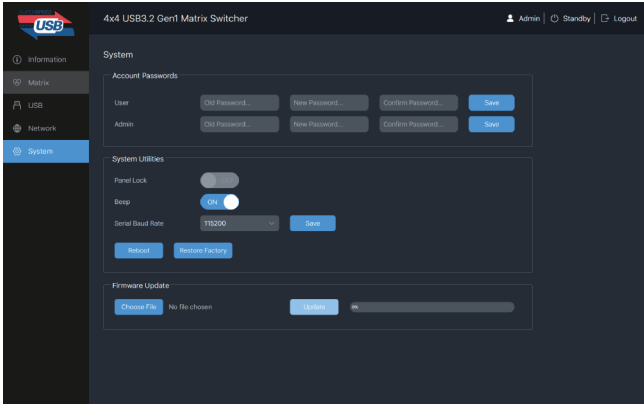 USB
4x4 USB3.2 Gen1 Matrix Switcher
Admin
Standby
Logout
Information
Matrix
USB
Network
System
System
Account Passwords
User
Old Password...
New Password...
Confirm Password...
Save
Admin
Old Password...
New Password...
Confirm Password...
Save
System Utilities
Panel Lock
Beep
ON
Serial Baud Rate
115200
Save
Reboot
Restore Factory
Firmware Update
Choose File
No file chosen
Update
0%